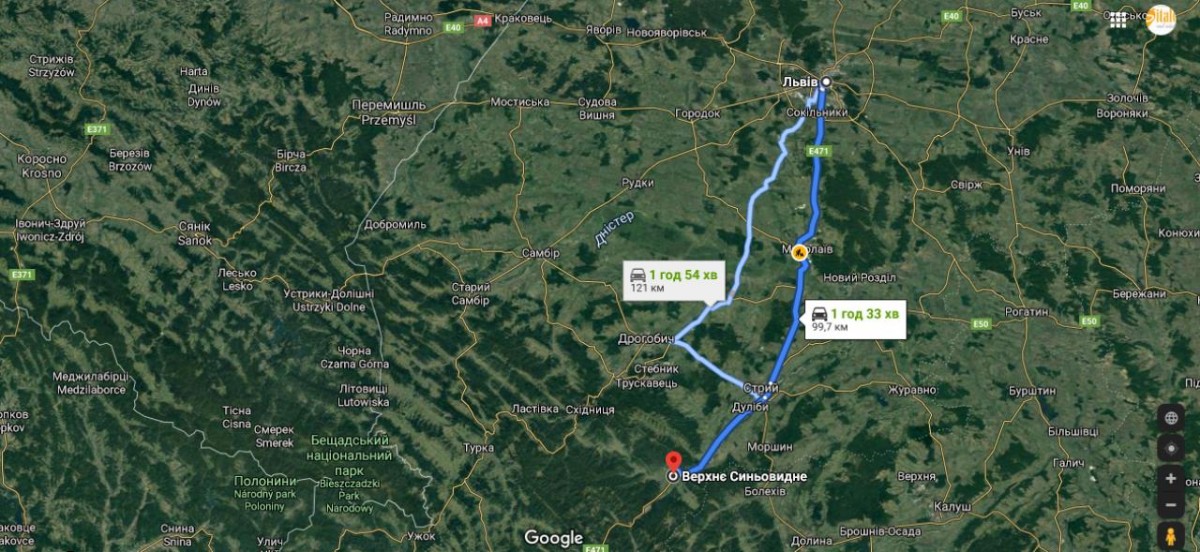 Радимно
Radymno
E40
A4
Краковець
Яворів
Новояворівськ
E40
Буськ
E40
Красне
Стрижів
Strzyżów
Harta
Динів
Dynów
Львів
Перемишль
Przemyśl
Мостиська
Судова
Вишня
Городок
Сокільники
Золочів
Вороняки
E371
Коросно
Krosno
Березів
Brzozów
Бірча
Bircza
E471
Унів
Рудки
Свірж
Поморяни
Івонич-Здруй
Iwonicz-Zdrój
Сянік
Sanok
Добромиль
Дністер
Самбір
Миколаїв
E371
Лесько
Lesko
Устрики-Долішні
Ustrzyki Dolne
Старий
Самбір
1 год 54 хв
121 км
Новий Розділ
Бережани
1 год 33 хв
99,7 км
E50
Рогатин
E50
Дрогобич
Чорна
Czarna Górna
Стебник
Трускавець
Меджилабірці
Medzilaborce
Літовищі
Lutowiska
Стрий
Дуліби
Журавно
Бурштин
Тісна
Cisna
Смерек
Smerek
Ластівка
Східниця
Більшівці
Бещадський
національний
парк
Bieszczadzki
Park
Narodowy
Турка
Моршин
Галич
Полонини
Národný park
Poloniny
Верхнє Синьовидне
Болехів
Верхня
Калуш
Снина
Snina
Улич
Ужок
Google
E471
Долина
Брошнів-Осада